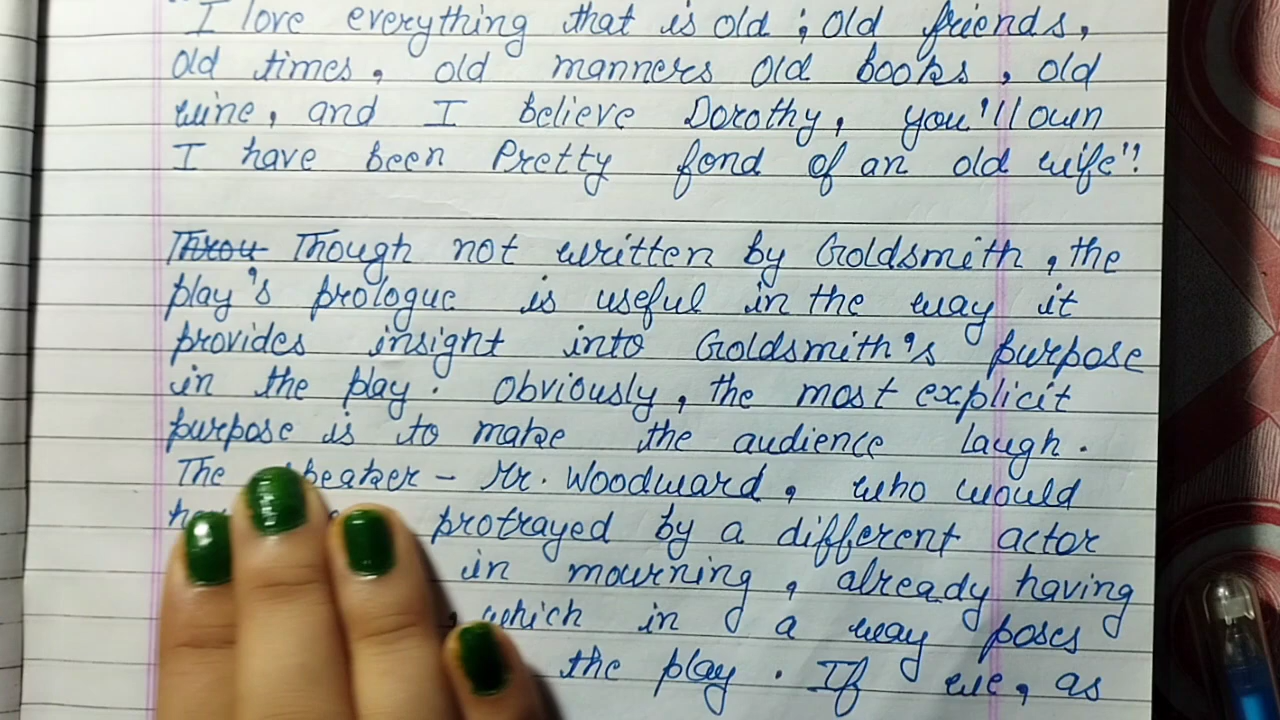 "I love everything that is old ; old friends,
old times, old manners old books, old
wine, and I believe Dorothy, you'll own
I have been Pretty fond of an old wife"!
Throu Though not written by Goldsmith, the
play's prologue is useful in the way it
provides insight into Goldsmith's purpose
in the play. Obviously, the most explicit
purpose is to make the audience laugh.
The speaker - Mr. Woodward, who would
protrayed by a different actor
in mourning, already having
, which in a way poses
the play. If we, as